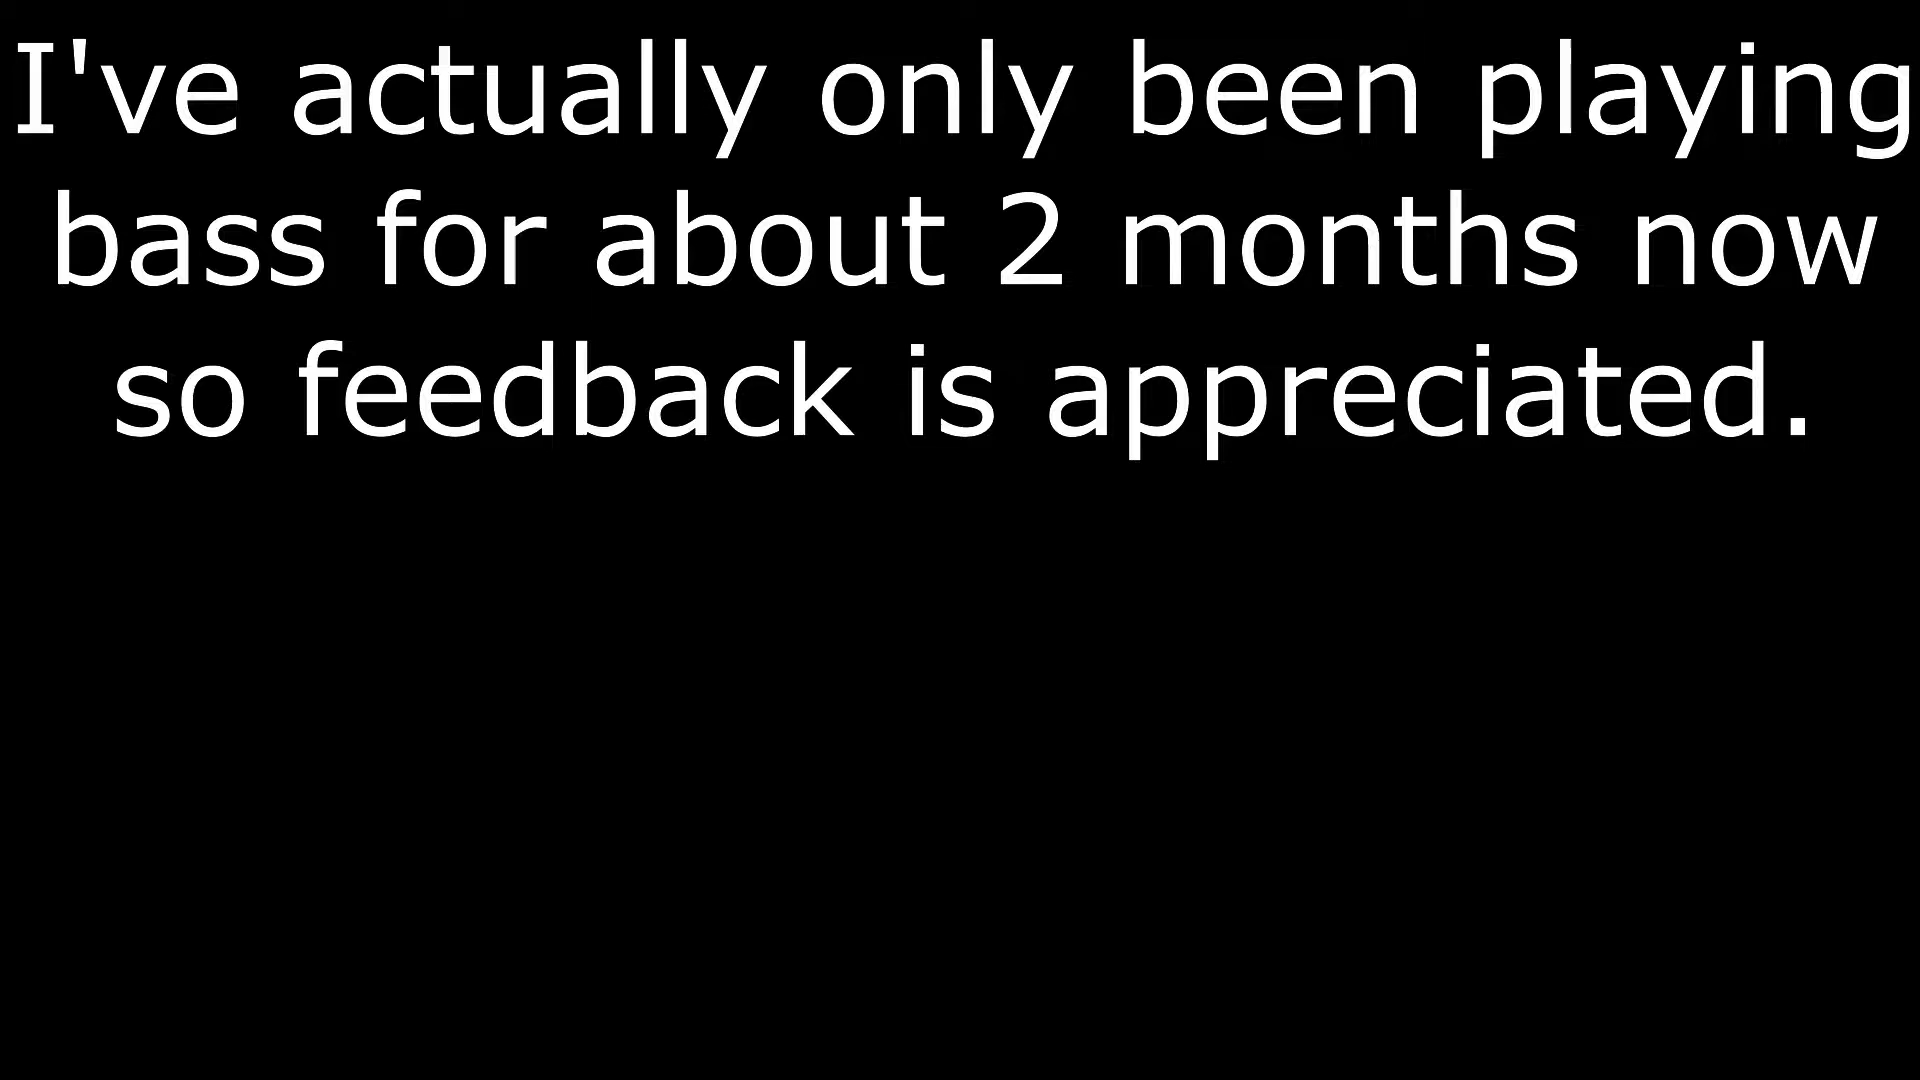 I've actually only been playing
bass for about 2 months now
so feedback is appreciated.